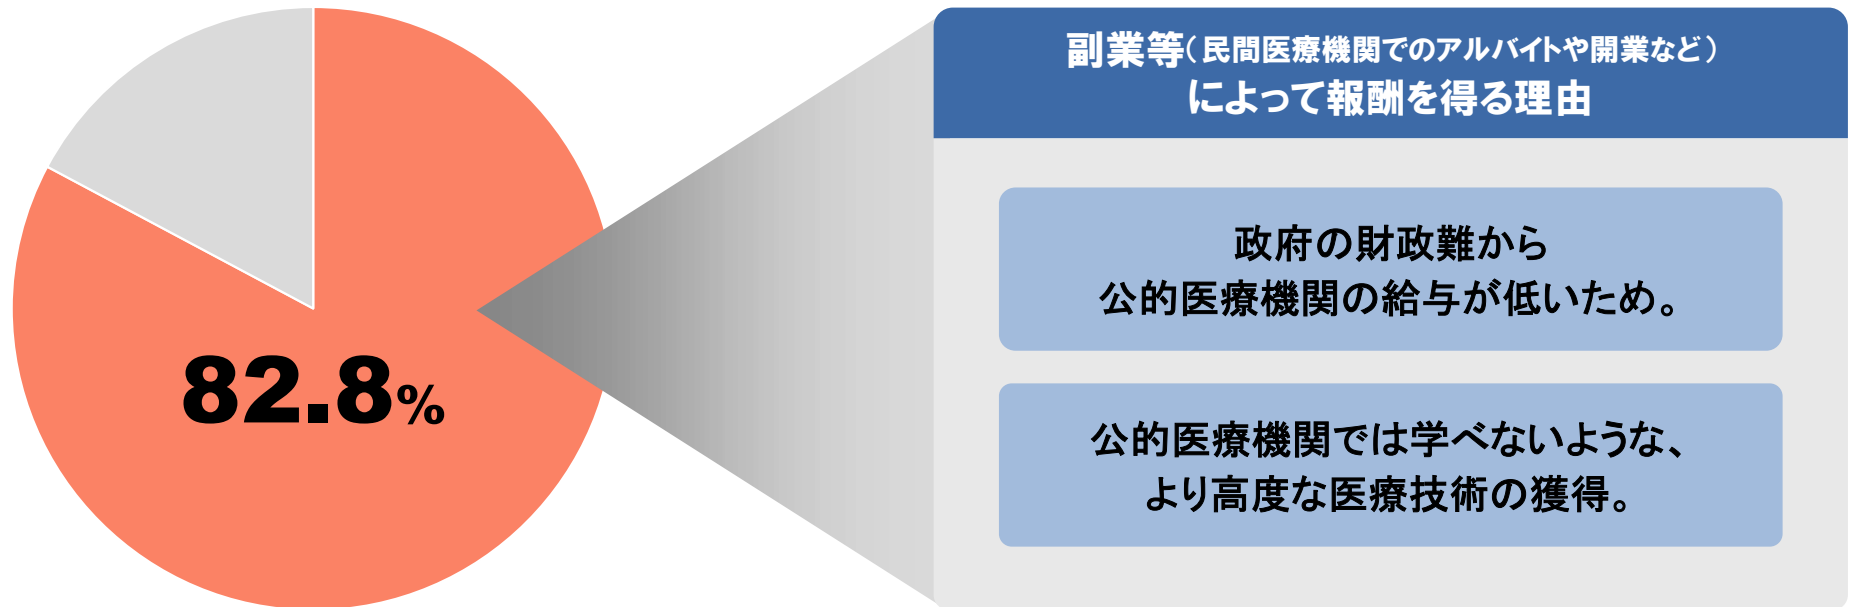 82.8%
副業等（民間医療機関でのアルバイトや開業など）
によって報酬を得る理由
政府の財政難から
公的医療機関の給与が低いため。
公的医療機関では学べないような、
より高度な医療技術の獲得。